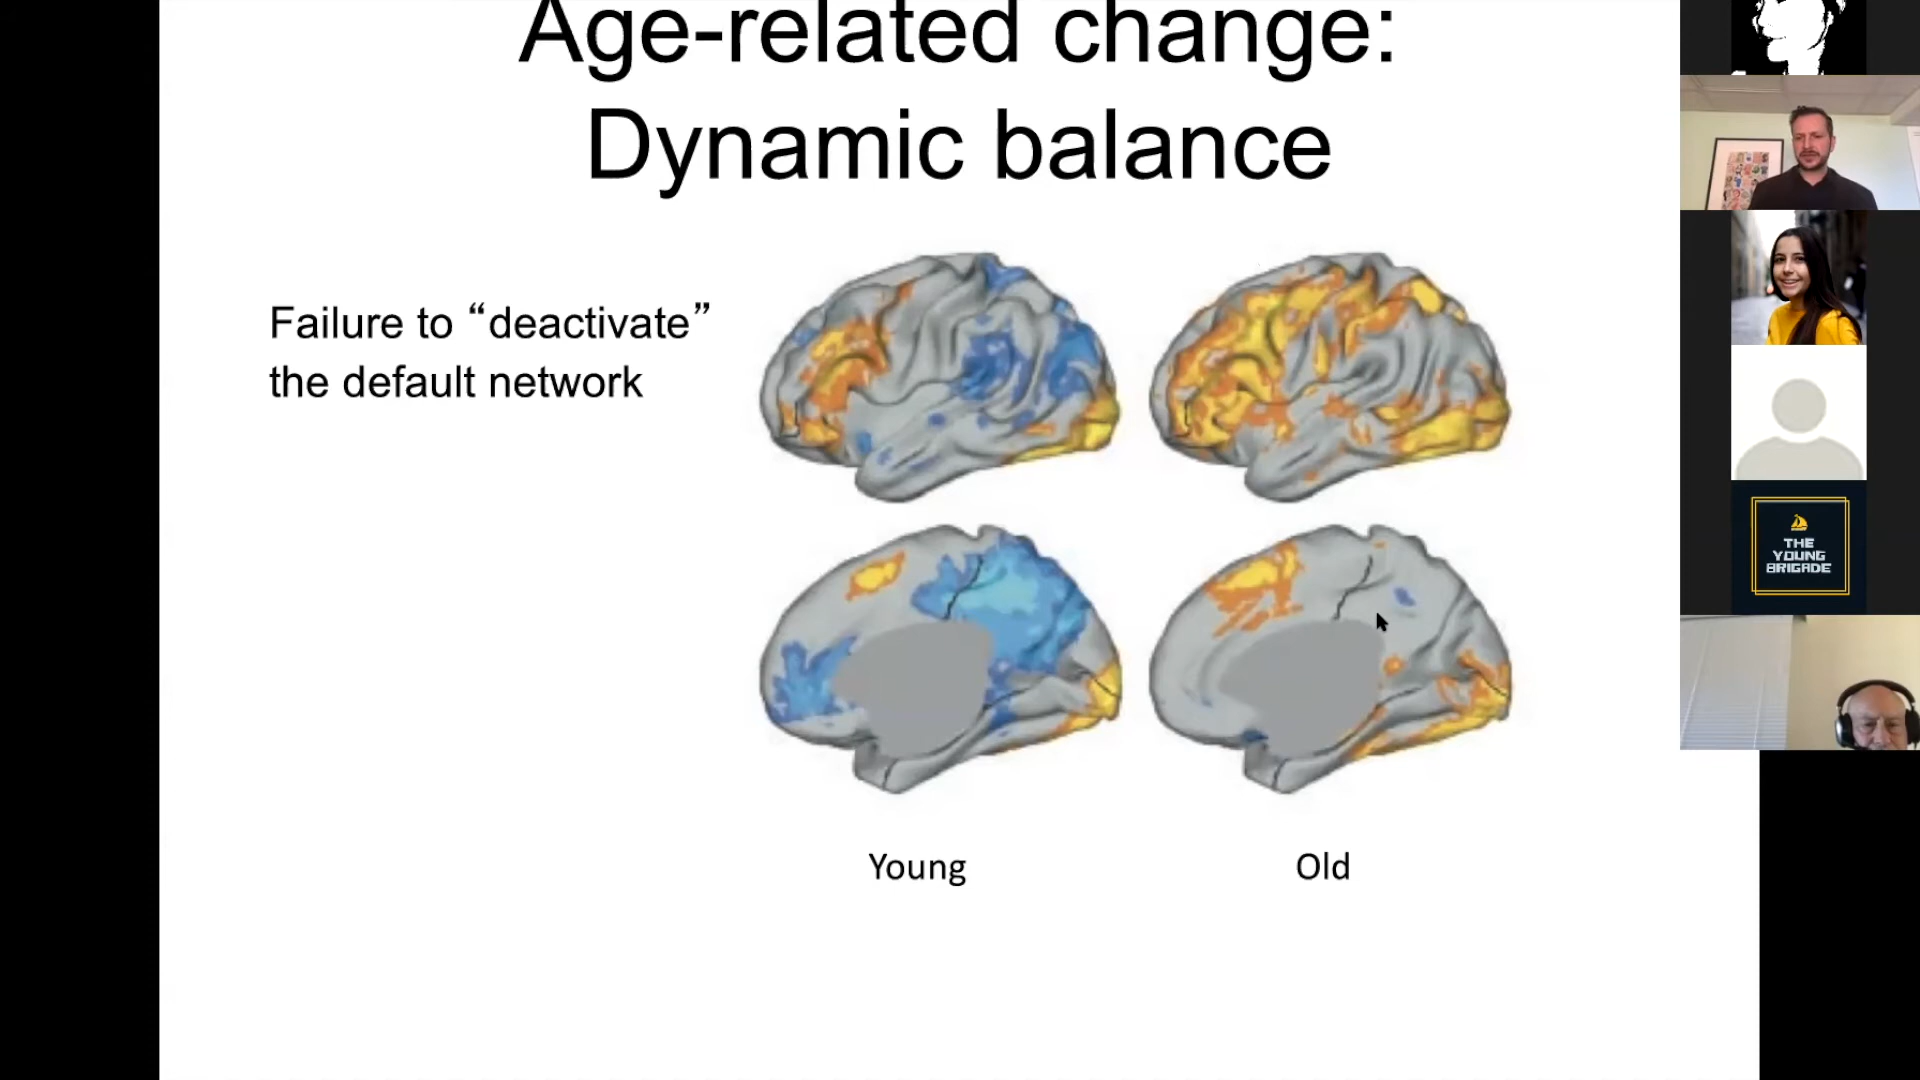 Age-related change:
Dynamic balance
Failure to “deactivate”
the default network
Young
Old
THE
YOUNG
BRIGADE